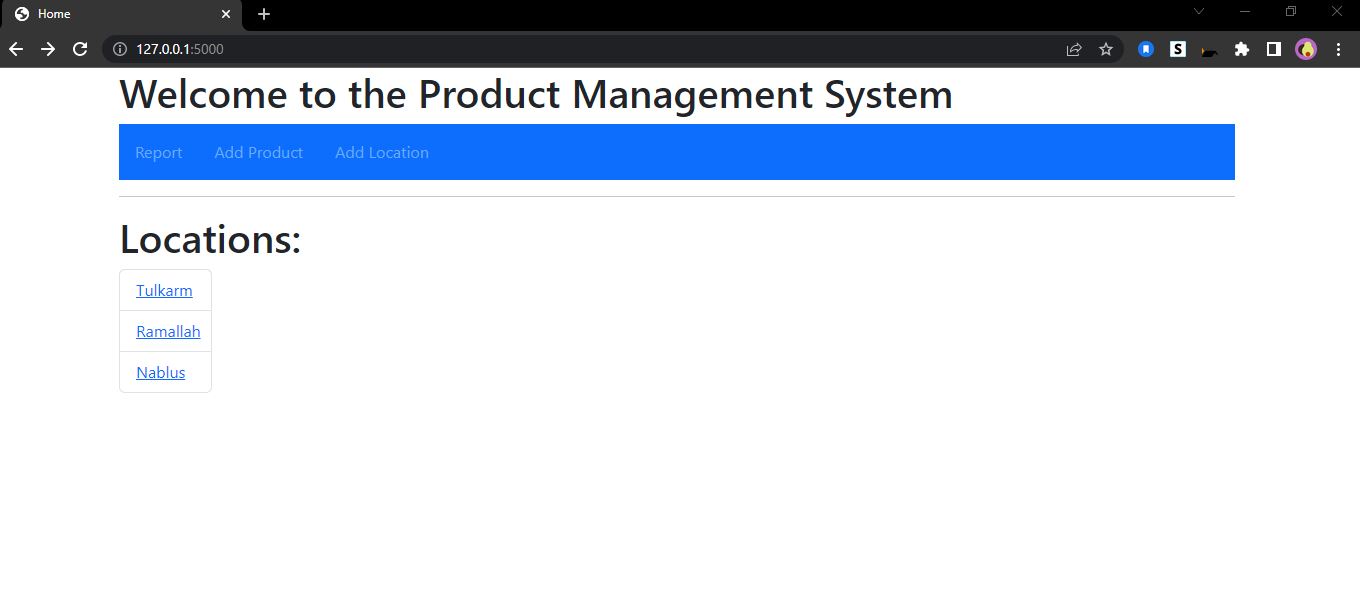 Home
127.0.0.1:5000
S
Welcome to the Product Management System
Report Add Product Add Location
Locations:
Tulkarm
Ramallah
Nablus